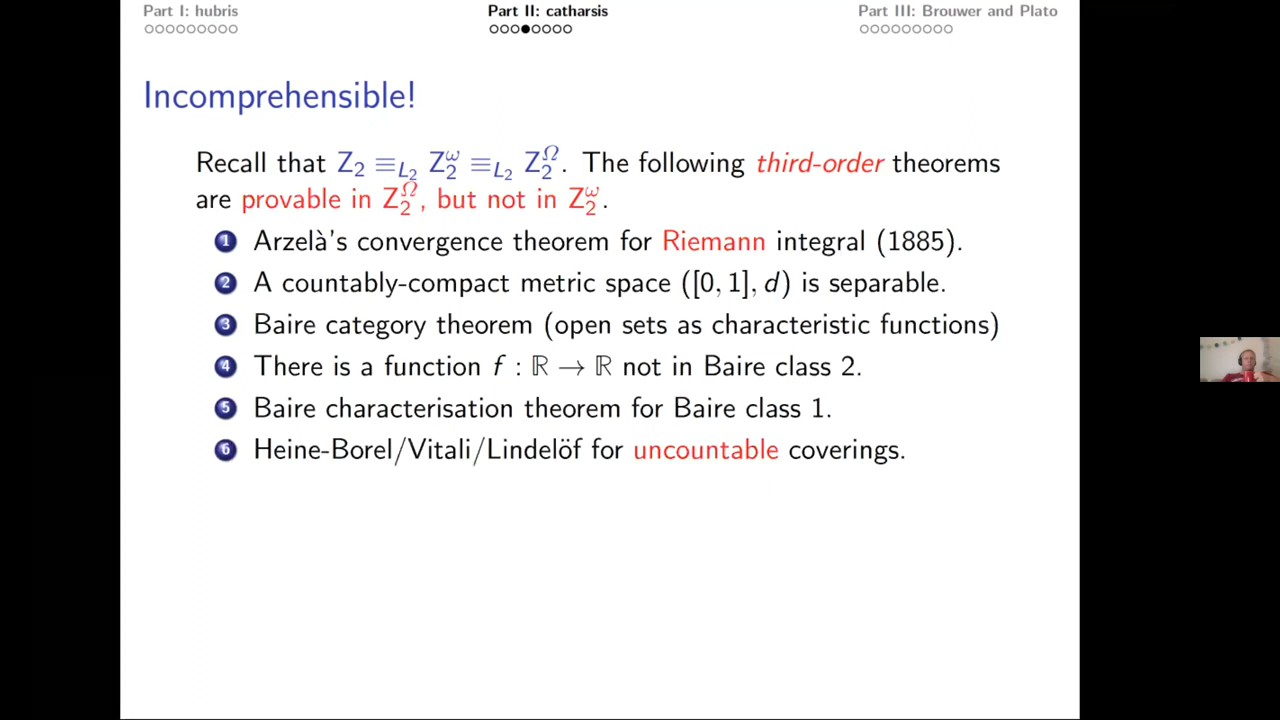 Part I: hubris Part II: catharsis Part III: Brouwer and Plato
Incomprehensible!
Recall that Z₂ ≡_{L₂} Z₂^ω ≡_{L₂} Z₂^Ω. The following third-order theorems
are provable in Z₂^Ω, but not in Z₂^ω.
1 Arzelà's convergence theorem for Riemann integral (1885).
2 A countably-compact metric space ([0, 1], d) is separable.
3 Baire category theorem (open sets as characteristic functions)
4 There is a function f : ℝ → ℝ not in Baire class 2.
5 Baire characterisation theorem for Baire class 1.
6 Heine-Borel/Vitali/Lindelöf for uncountable coverings.